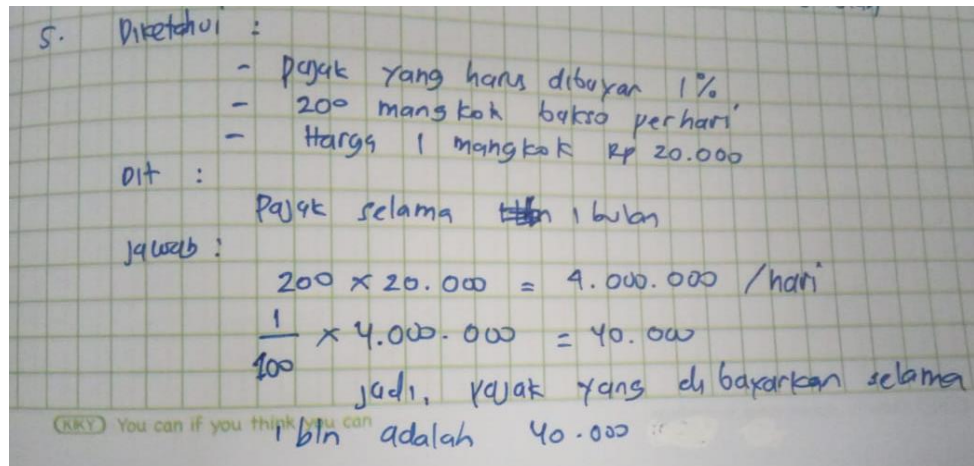 5. Diketahui :
- Pajak yang harus dibayar 1%
- 200 mangkok bakso perhari
- Harga 1 mangkok Rp 20.000
Dit :
Pajak selama 1 bulan
Jawab :
200 × 20.000 = 4.000.000 /hari
1/100 × 4.000.000 = 40.000
Jadi, pajak yang di bayarkan selama
KKY You can if you think you can
1 bln adalah 40.000